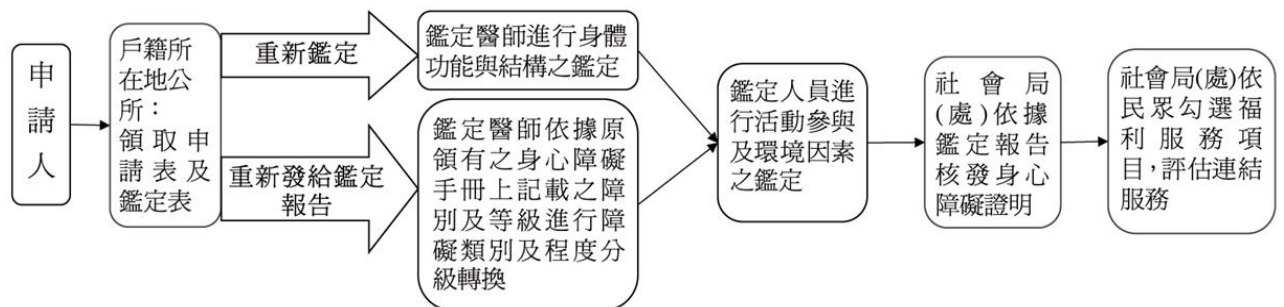 申
請
人
戶籍所
在地公
所：
領取申
請表及
鑑定表
重新鑑定
重新發給鑑定
報告
鑑定醫師進行身體
功能與結構之鑑定
鑑定醫師依據原
領有之身心障礙
手冊上記載之障
別及等級進行障
礙類別及程度分
級轉換
鑑定人員進
行活動參與
及環境因素
之鑑定
社會局
(處)依據
鑑定報告
核發身心
障礙證明
社會局(處)依
民眾勾選福
利服務項
目，評估連結
服務